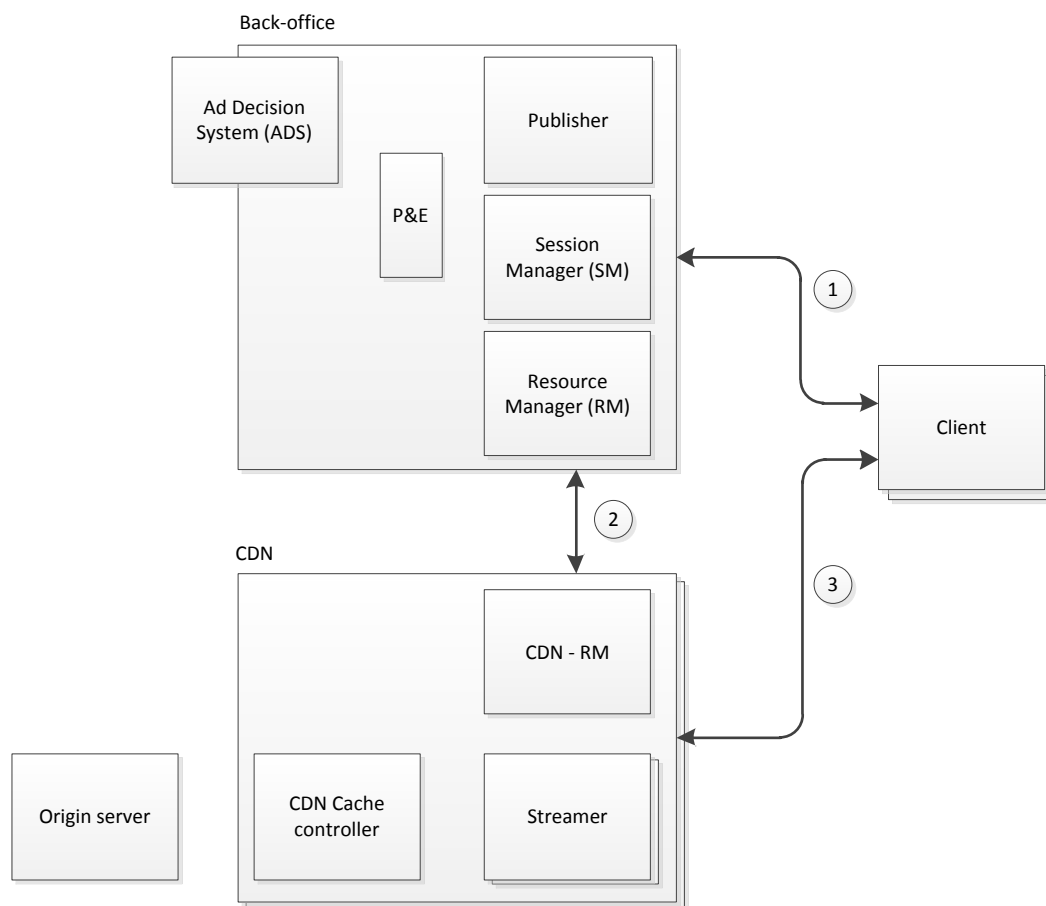 Back-office
Ad Decision
System (ADS)
Publisher
P&E
Session
Manager (SM)
1
Resource
Manager (RM)
Client
2
CDN
3
CDN - RM
Origin server
CDN Cache
controller
Streamer